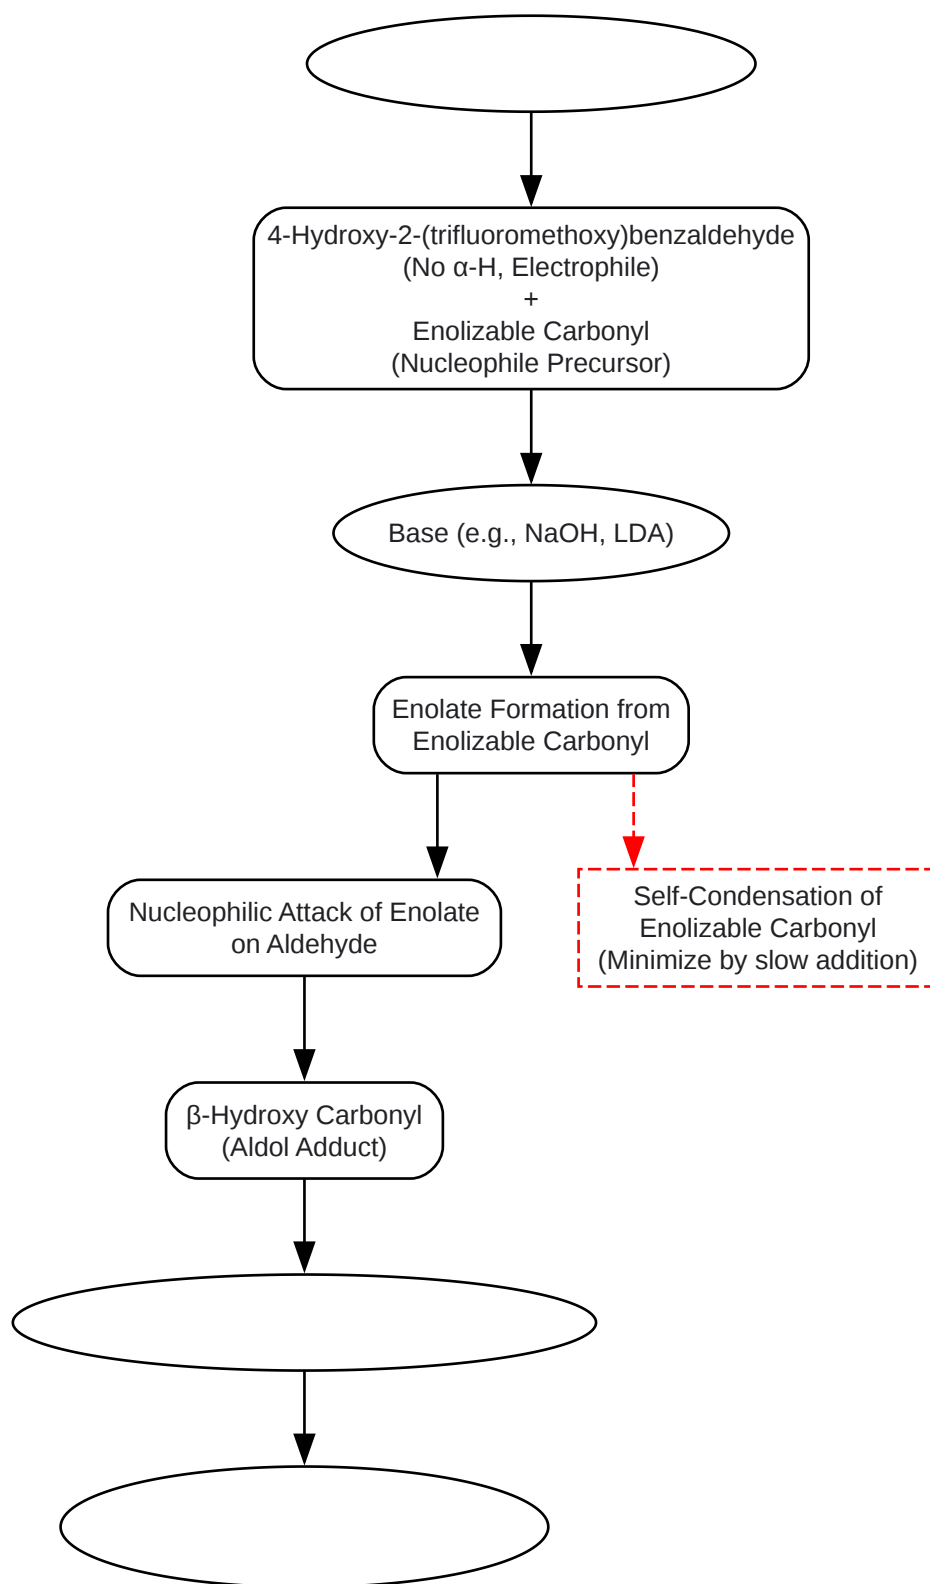 4-Hydroxy-2-(trifluoromethoxy)benzaldehyde
(No α-H, Electrophile)
+
Enolizable Carbonyl
(Nucleophile Precursor)
Base (e.g., NaOH, LDA)
Enolate Formation from
Enolizable Carbonyl
Nucleophilic Attack of Enolate
on Aldehyde
Self-Condensation of
Enolizable Carbonyl
(Minimize by slow addition)
β-Hydroxy Carbonyl
(Aldol Adduct)